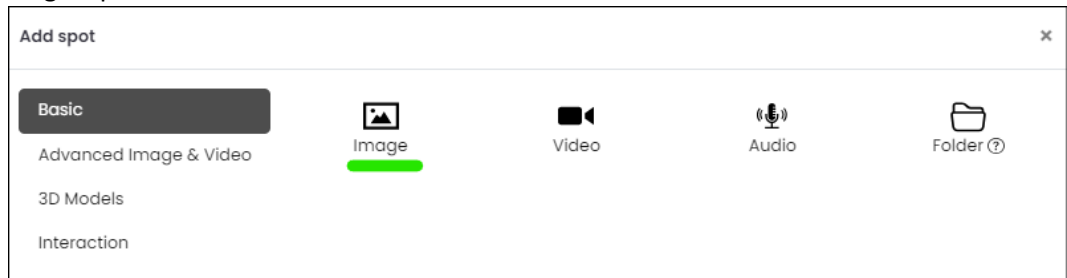 Add spot
Basic
Image
Video
Audio
Folder
Advanced Image & Video
3D Models
Interaction